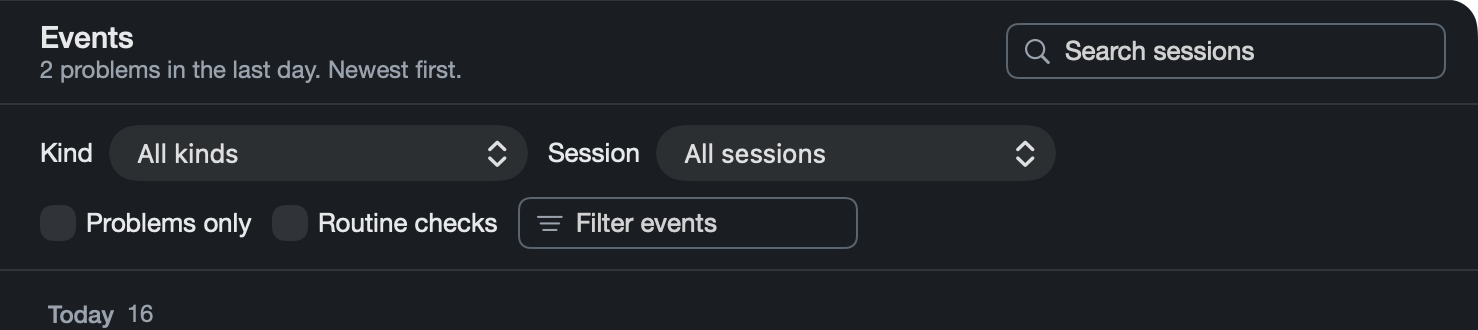 Events
2 problems in the last day. Newest first.
Search sessions
Kind All kinds Session All sessions
Problems only Routine checks Filter events
Today 16